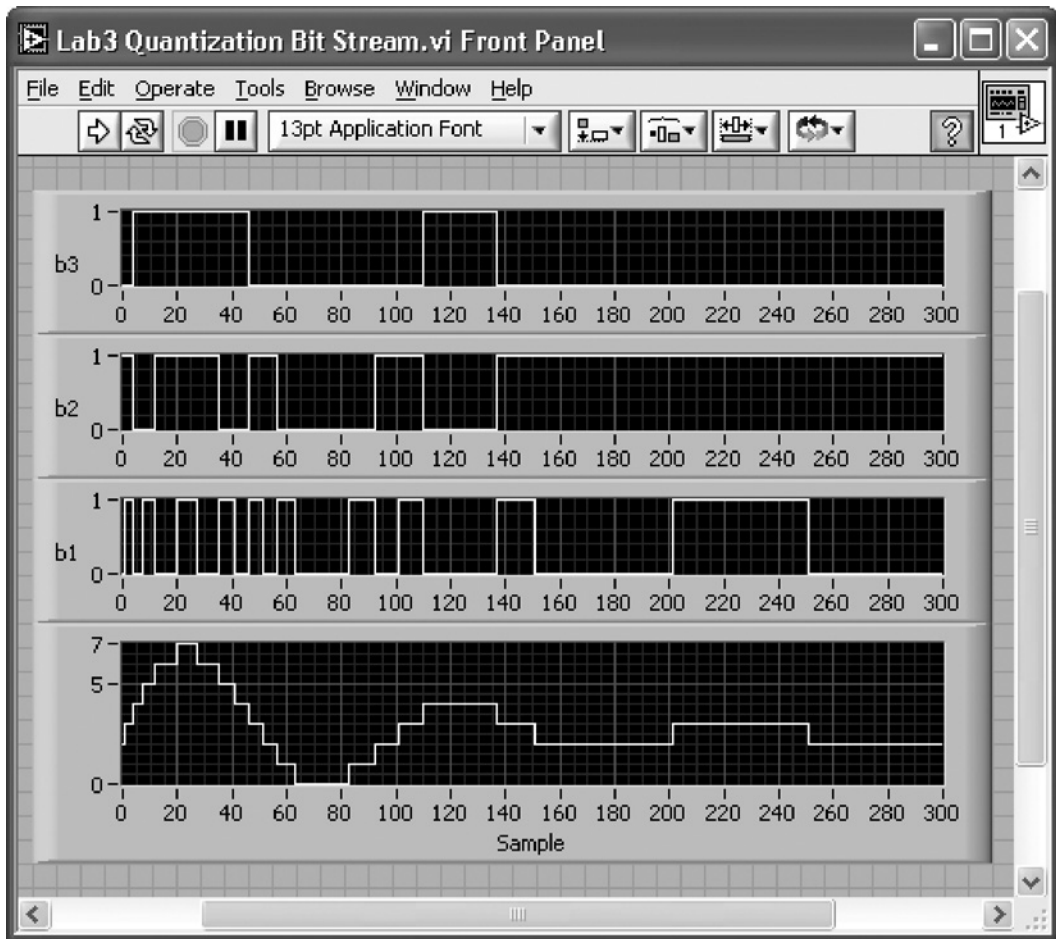 Lab3 Quantization Bit Stream.vi Front Panel
File Edit Operate Tools Browse Window Help
13pt Application Font
?
1
1
b3
0
0 20 40 60 80 100 120 140 160 180 200 220 240 260 280 300
1
b2
0
0 20 40 60 80 100 120 140 160 180 200 220 240 260 280 300
1
b1
0
0 20 40 60 80 100 120 140 160 180 200 220 240 260 280 300
7
5
0
0 20 40 60 80 100 120 140 160 180 200 220 240 260 280 300
Sample